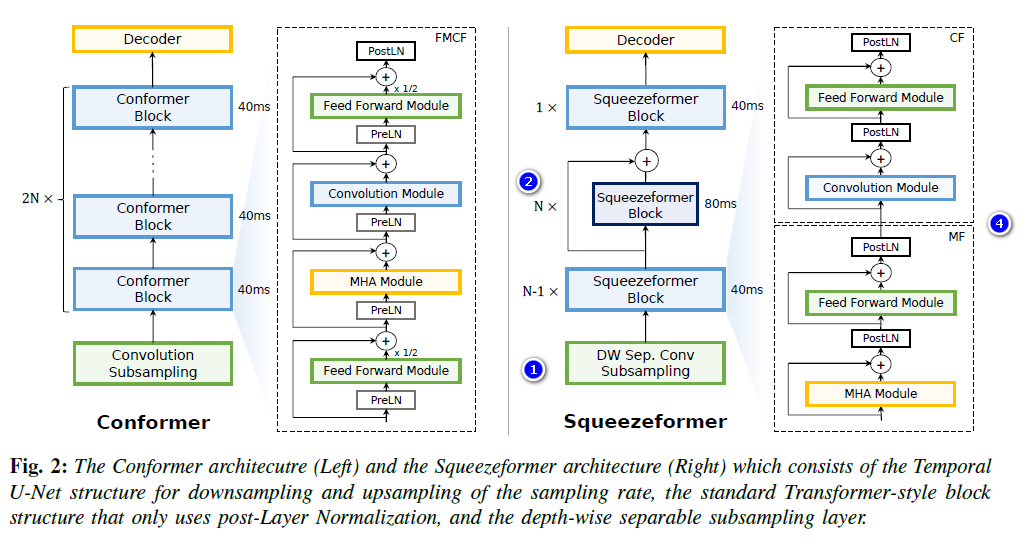 Decoder
Conformer
Block
40ms
2N ×
Conformer
Block
40ms
Conformer
Block
40ms
Convolution
Subsampling
Conformer
FMCF
PostLN
+
x 1/2
Feed Forward Module
PreLN
+
Convolution Module
PreLN
+
MHA Module
PreLN
+
x 1/2
Feed Forward Module
PreLN
Decoder
1 ×
Squeezeformer
Block
40ms
+
2
N ×
Squeezeformer
Block
80ms
N-1 ×
Squeezeformer
Block
40ms
1
DW Sep. Conv
Subsampling
Squeezeformer
CF
PostLN
+
Feed Forward Module
PostLN
+
Convolution Module
4
MF
PostLN
+
Feed Forward Module
PostLN
+
MHA Module
Fig. 2: The Conformer architecutre (Left) and the Squeezeformer architecture (Right) which consists of the Temporal
U-Net structure for downsampling and upsampling of the sampling rate, the standard Transformer-style block
structure that only uses post-Layer Normalization, and the depth-wise separable subsampling layer.